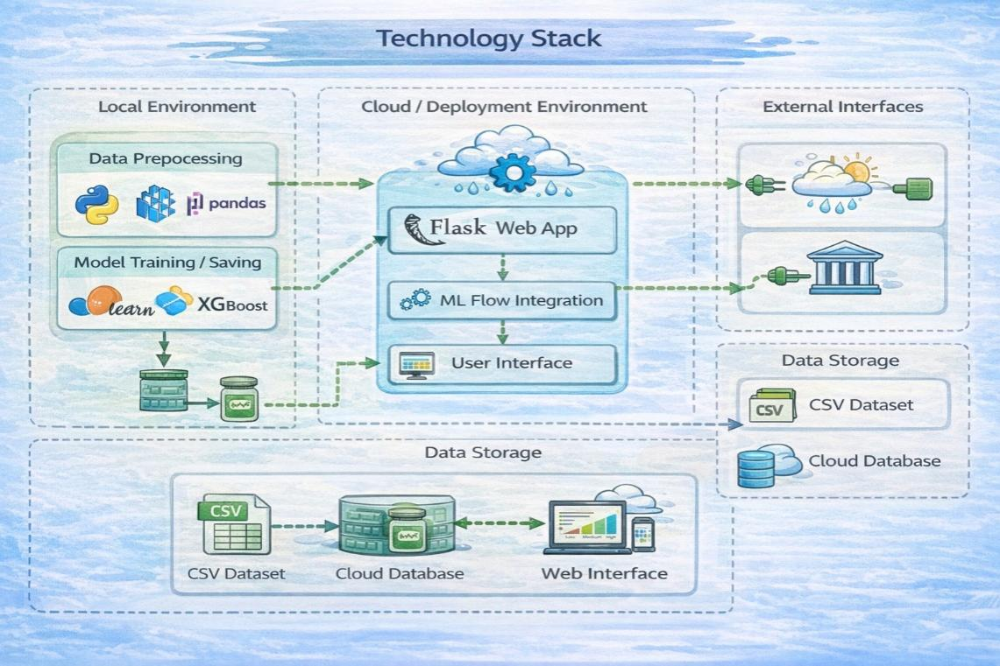 Technology Stack
Local Environment
Data Prepocessing
pandas
Model Training / Saving
learn XGBoost
Cloud / Deployment Environment
Flask Web App
ML Flow Integration
User Interface
External Interfaces
Data Storage
CSV CSV Dataset
Cloud Database
Data Storage
CSV
CSV Dataset
Cloud Database
Medium High
Web Interface